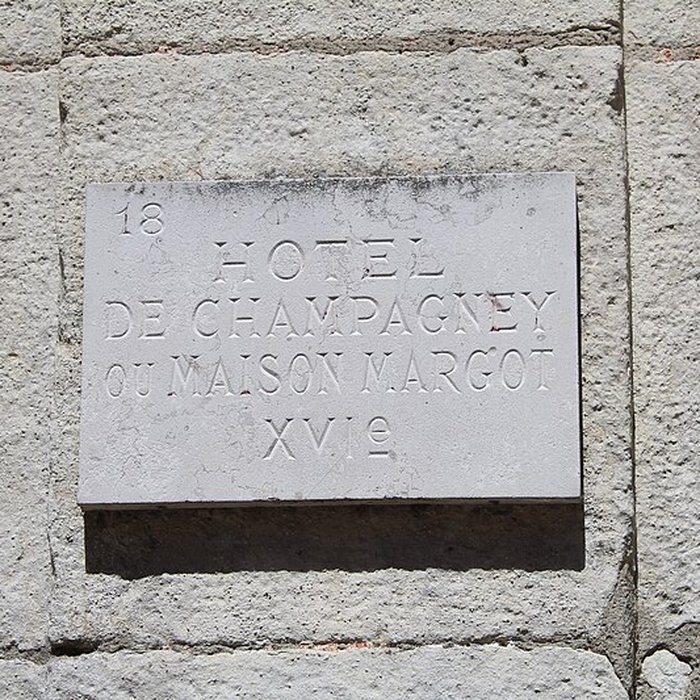 18
HOTEL
DE CHAMPAGNEY
OU MAISON MARGOT
XVIe